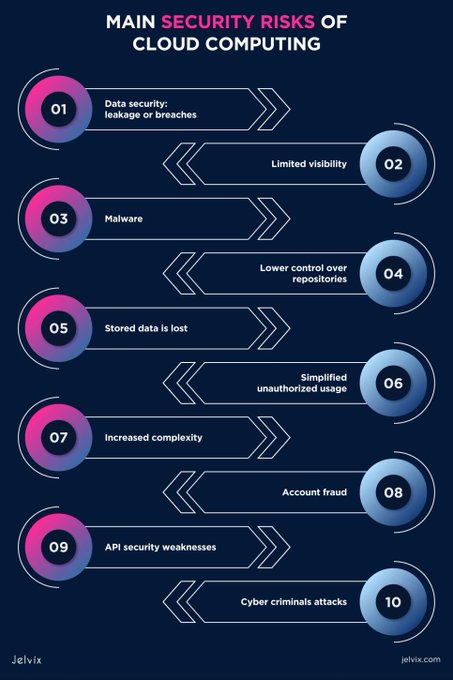 MAIN SECURITY RISKS OF
CLOUD COMPUTING
01
Data security:
leakage or breaches
Limited visibility
02
03
Malware
Lower control over
repositories
04
05
Stored data is lost
Simplified
unauthorized usage
06
07
Increased complexity
Account fraud
08
09
API security weaknesses
Cyber criminals attacks
10
Jelvix
jelvix.com